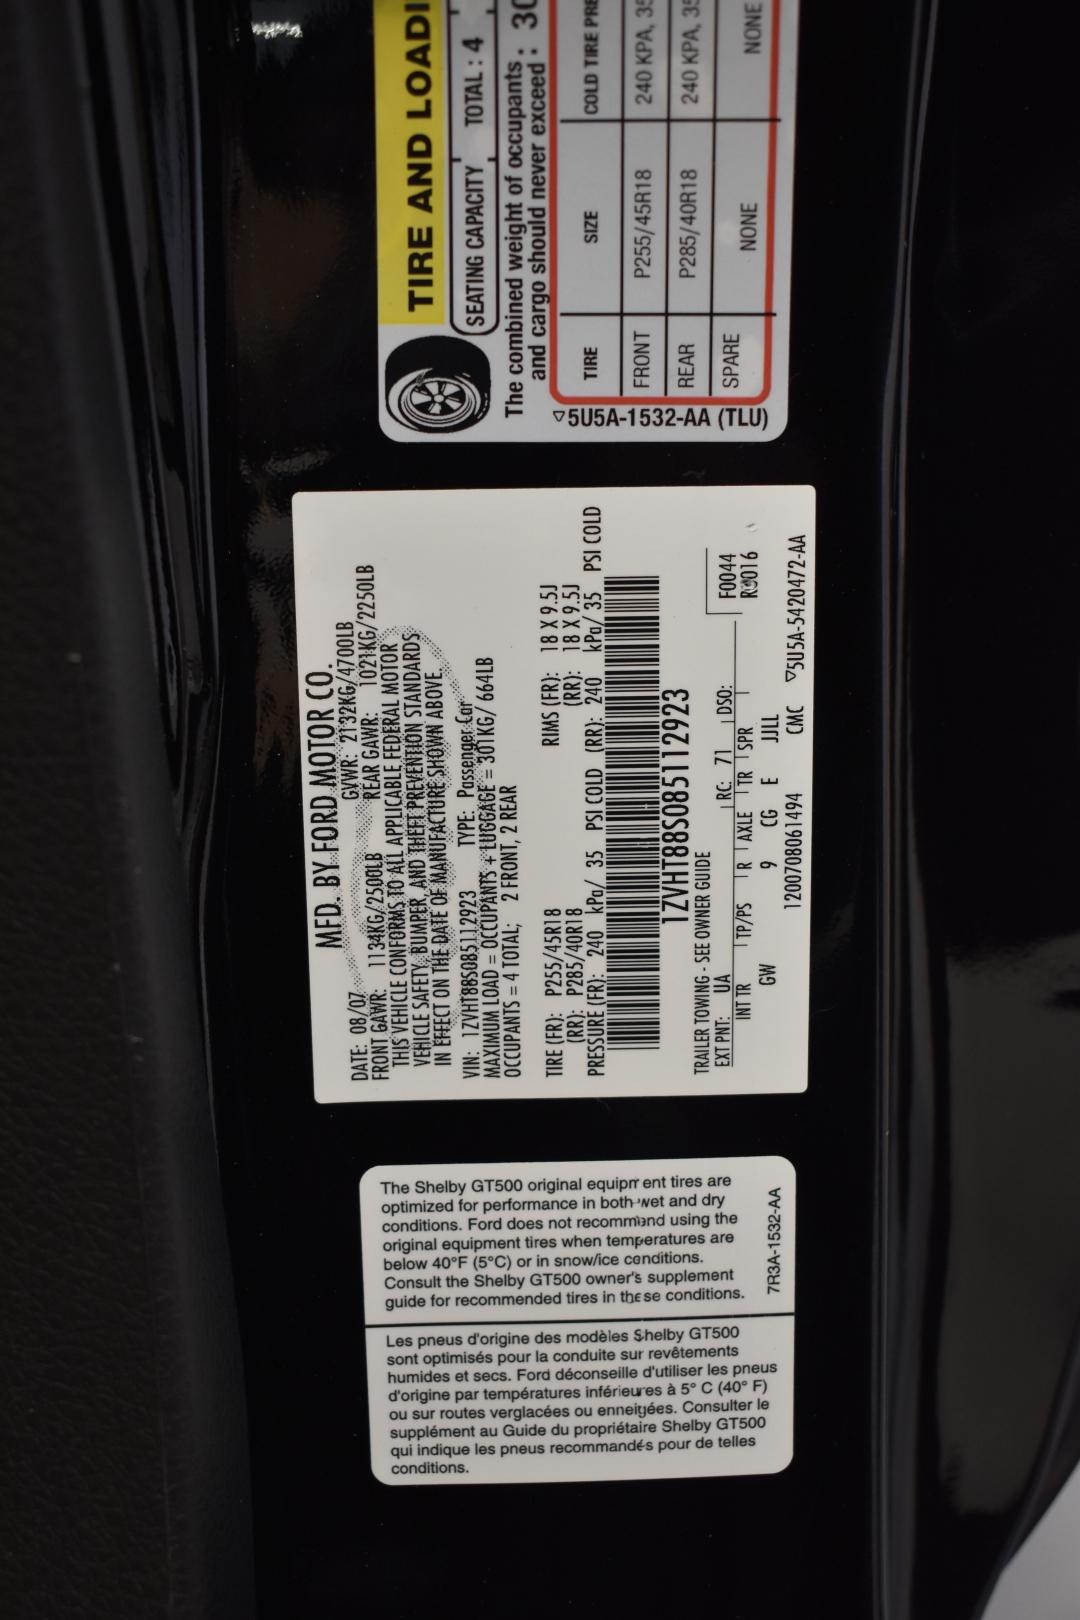 TIRE AND LOADI
SEATING CAPACITY TOTAL : 4
The combined weight of occupants :
and cargo should never exceed :
TIRE SIZE COLD TIRE PRE
FRONT P255/45R18 240 KPA, 35
REAR P285/40R18 240 KPA, 35
SPARE NONE NONE
5U5A-1532-AA (TLU)
MFD. BY FORD MOTOR CO.
DATE: 08/07 GVWR: 2132KG/4700LB
FRONT GAWR: 1134KG/2500LB REAR GAWR: 1021KG/2250LB
THIS VEHICLE CONFORMS TO ALL APPLICABLE FEDERAL MOTOR
VEHICLE SAFETY, BUMPER, AND THEFT PREVENTION STANDARDS
IN EFFECT ON THE DATE OF MANUFACTURE SHOWN ABOVE.
VIN: 1ZVHT88S085112923 TYPE: Passenger Car
MAXIMUM LOAD = OCCUPANTS + LUGGAGE = 301KG/ 664LB
OCCUPANTS = 4 TOTAL; 2 FRONT, 2 REAR
TIRE (FR): P255/45R18 RIMS (FR): 18 X 9.5J
(RR): P285/40R18 (RR): 18 X 9.5J
PRESSURE (FR): 240 kPa/ 35 PSI COLD (RR): 240 kPa/ 35 PSI COLD
1ZVHT88S085112923
TRAILER TOWING - SEE OWNER GUIDE
F0044
R0016
EXT PNT: UA RC: 71 DSO:
INT TR TP/PS R AXLE TR SPR
GW 9 CG E JJLL
1200708061494 CMC 5U5A-5420472-AA
The Shelby GT500 original equipment tires are
optimized for performance in both wet and dry
conditions. Ford does not recommend using the
original equipment tires when temperatures are
below 40°F (5°C) or in snow/ice conditions.
Consult the Shelby GT500 owner's supplement
guide for recommended tires in these conditions.
7R3A-1532-AA
Les pneus d'origine des modèles Shelby GT500
sont optimisés pour la conduite sur revêtements
humides et secs. Ford déconseille d'utiliser les pneus
d'origine par températures inférieures à 5° C (40° F)
ou sur routes verglacées ou enneigées. Consulter le
supplément au Guide du propriétaire Shelby GT500
qui indique les pneus recommandés pour de telles
conditions.